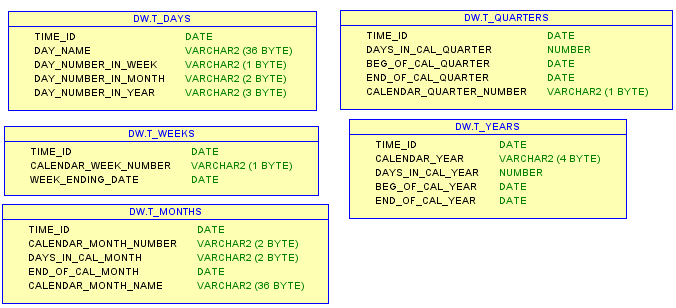 DW.T_DAYS
TIME_ID DATE
DAY_NAME VARCHAR2 (36 BYTE)
DAY_NUMBER_IN_WEEK VARCHAR2 (1 BYTE)
DAY_NUMBER_IN_MONTH VARCHAR2 (2 BYTE)
DAY_NUMBER_IN_YEAR VARCHAR2 (3 BYTE)
DW.T_QUARTERS
TIME_ID DATE
DAYS_IN_CAL_QUARTER NUMBER
BEG_OF_CAL_QUARTER DATE
END_OF_CAL_QUARTER DATE
CALENDAR_QUARTER_NUMBER VARCHAR2 (1 BYTE)
DW.T_WEEKS
TIME_ID DATE
CALENDAR_WEEK_NUMBER VARCHAR2 (1 BYTE)
WEEK_ENDING_DATE DATE
DW.T_YEARS
TIME_ID DATE
CALENDAR_YEAR VARCHAR2 (4 BYTE)
DAYS_IN_CAL_YEAR NUMBER
BEG_OF_CAL_YEAR DATE
END_OF_CAL_YEAR DATE
DW.T_MONTHS
TIME_ID DATE
CALENDAR_MONTH_NUMBER VARCHAR2 (2 BYTE)
DAYS_IN_CAL_MONTH VARCHAR2 (2 BYTE)
END_OF_CAL_MONTH DATE
CALENDAR_MONTH_NAME VARCHAR2 (36 BYTE)